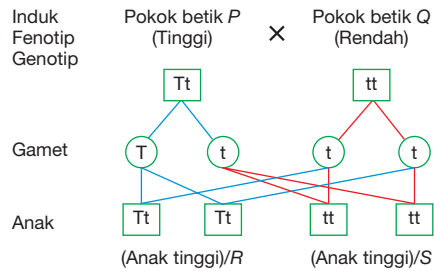 Induk
Fenotip
Genotip
Pokok betik P
(Tinggi)
×
Pokok betik Q
(Rendah)
Tt
tt
Gamet
T
t
t
t
Anak
Tt
Tt
tt
tt
(Anak tinggi)/R
(Anak tinggi)/S